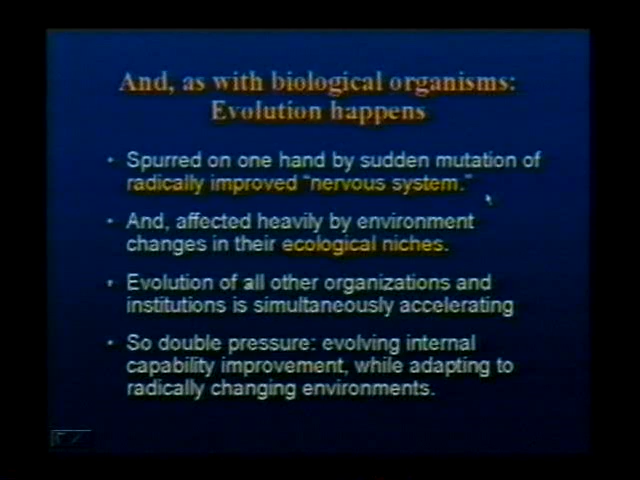 And, as with biological organisms:
Evolution happens
• Spurred on one hand by sudden mutation of
radically improved “nervous system.”
• And, affected heavily by environment
changes in their ecological niches.
• Evolution of all other organizations and
institutions is simultaneously accelerating
• So double pressure: evolving internal
capability improvement, while adapting to
radically changing environments.